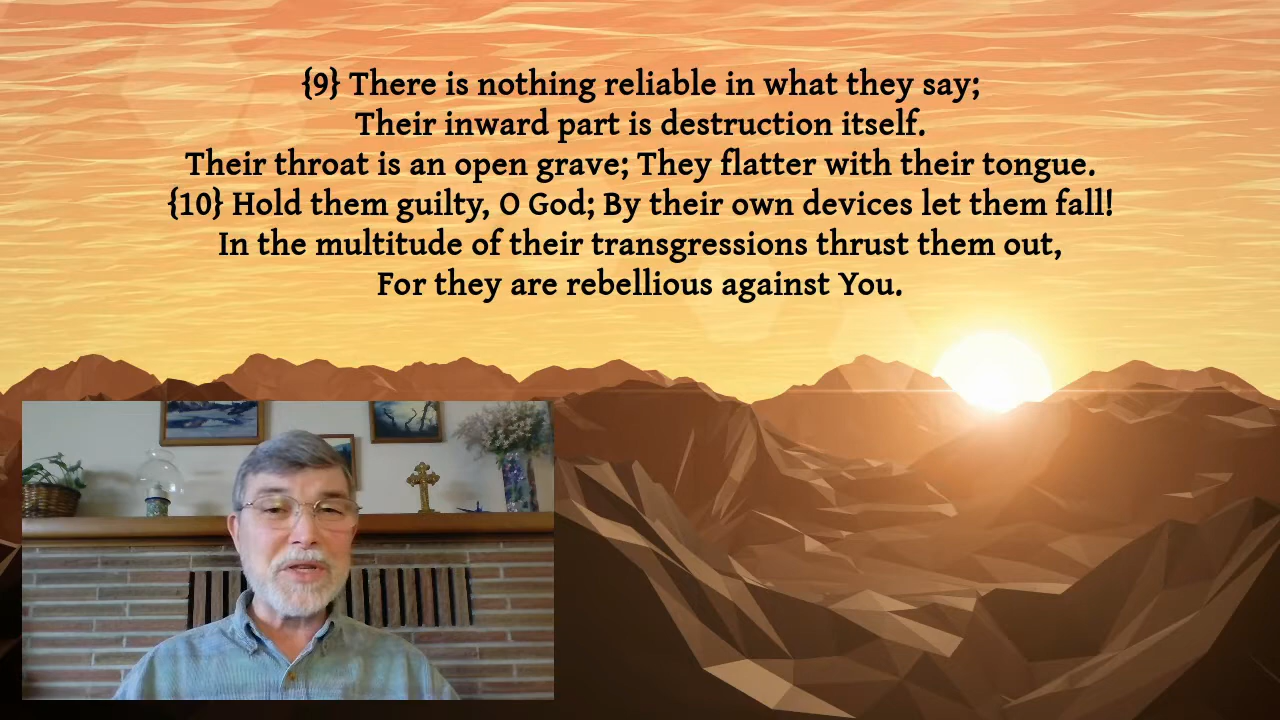 {9} There is nothing reliable in what they say;
Their inward part is destruction itself.
Their throat is an open grave; They flatter with their tongue.
{10} Hold them guilty, O God; By their own devices let them fall!
In the multitude of their transgressions thrust them out,
For they are rebellious against You.